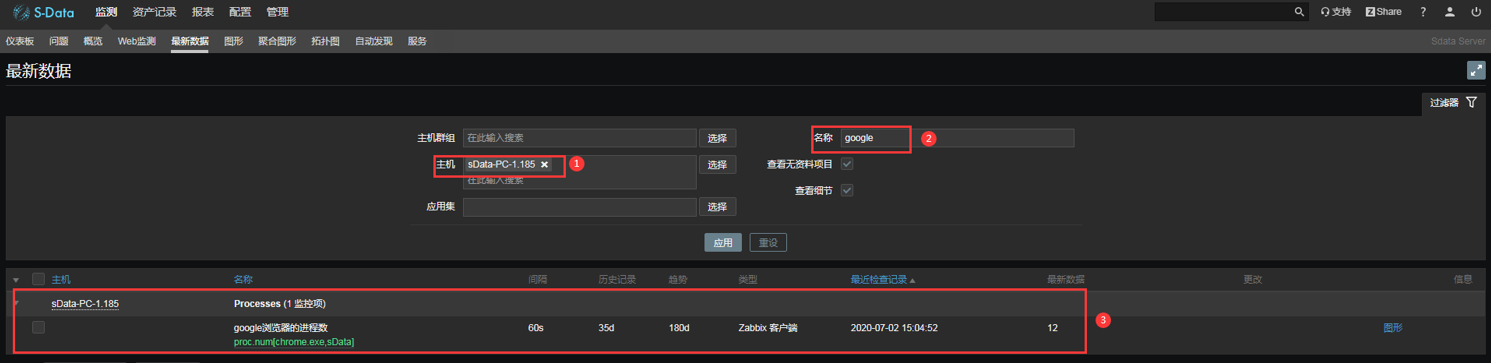 S-Data 监测 资产记录 报表 配置 管理 支持 Z Share ?
仪表板 问题 概览 Web监测 最新数据 图形 聚合图形 拓扑图 自动发现 服务 Sdata Server
最新数据
过滤器
主机群组 在此输入搜索 选择 名称 google 2
主机 sData-PC-1.185 × 1 选择 查看无资料项目
在此输入搜索
查看细节
应用集 选择
应用 重设
主机 名称 间隔 历史记录 趋势 类型 最近检查记录 最新数据 更改 信息
sData-PC-1.185 Processes (1 监控项)
3
google浏览器的进程数 60s 35d 180d Zabbix 客户端 2020-07-02 15:04:52 12 图形
proc.num[chrome.exe,sData]